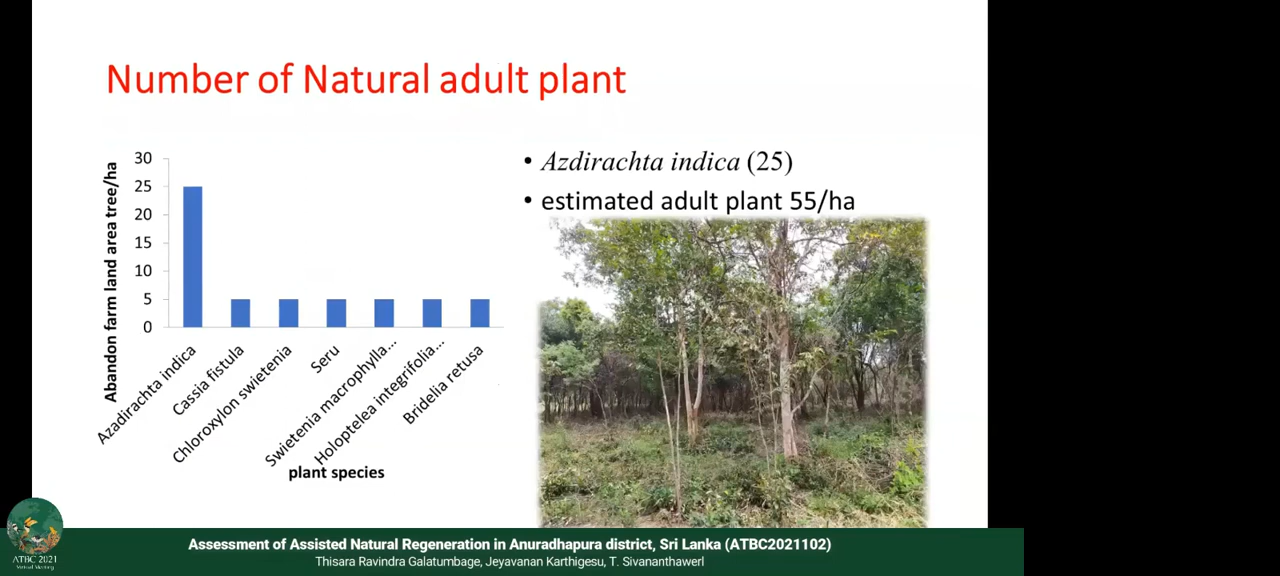 Number of Natural adult plant
Abandon farm land area tree/ha
30
25
20
15
10
5
0
Azadirachta indica
Cassia fistula
Chloroxylon swietenia
Seru
Swietenia macrophylla...
Holoptelea integrifolia...
Bridelia retusa
plant species
• Azdirachta indica (25)
• estimated adult plant 55/ha
ATBC 2021
Virtual Meeting
Assessment of Assisted Natural Regeneration in Anuradhapura district, Sri Lanka (ATBC2021102)
Thisara Ravindra Galatumbage, Jeyavanan Karthigesu, T. Sivananthawerl